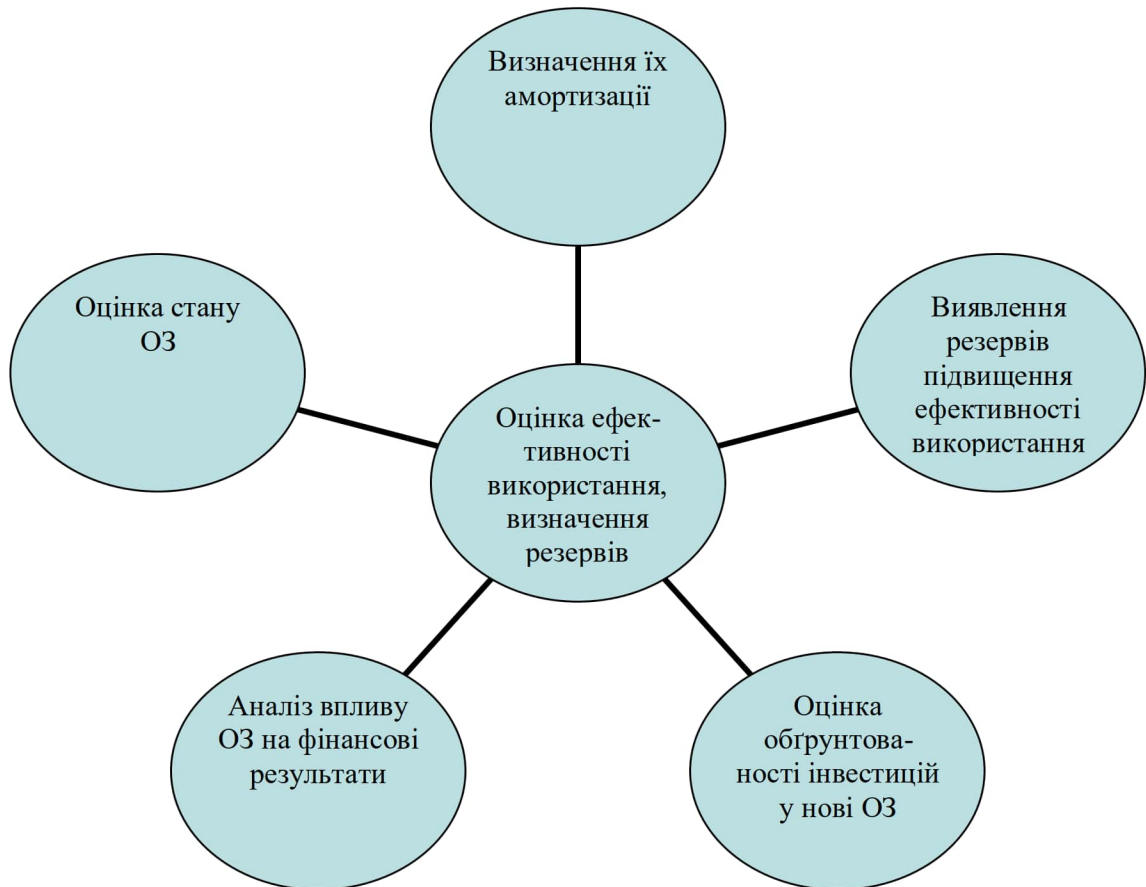 Визначення їх
амортизації
Оцінка стану
ОЗ
Виявлення
резервів
підвищення
ефективності
використання
Оцінка ефек-
тивності
використання,
визначення
резервів
Аналіз впливу
ОЗ на фінансові
результати
Оцінка
обґрунтова-
ності інвестицій
у нові ОЗ